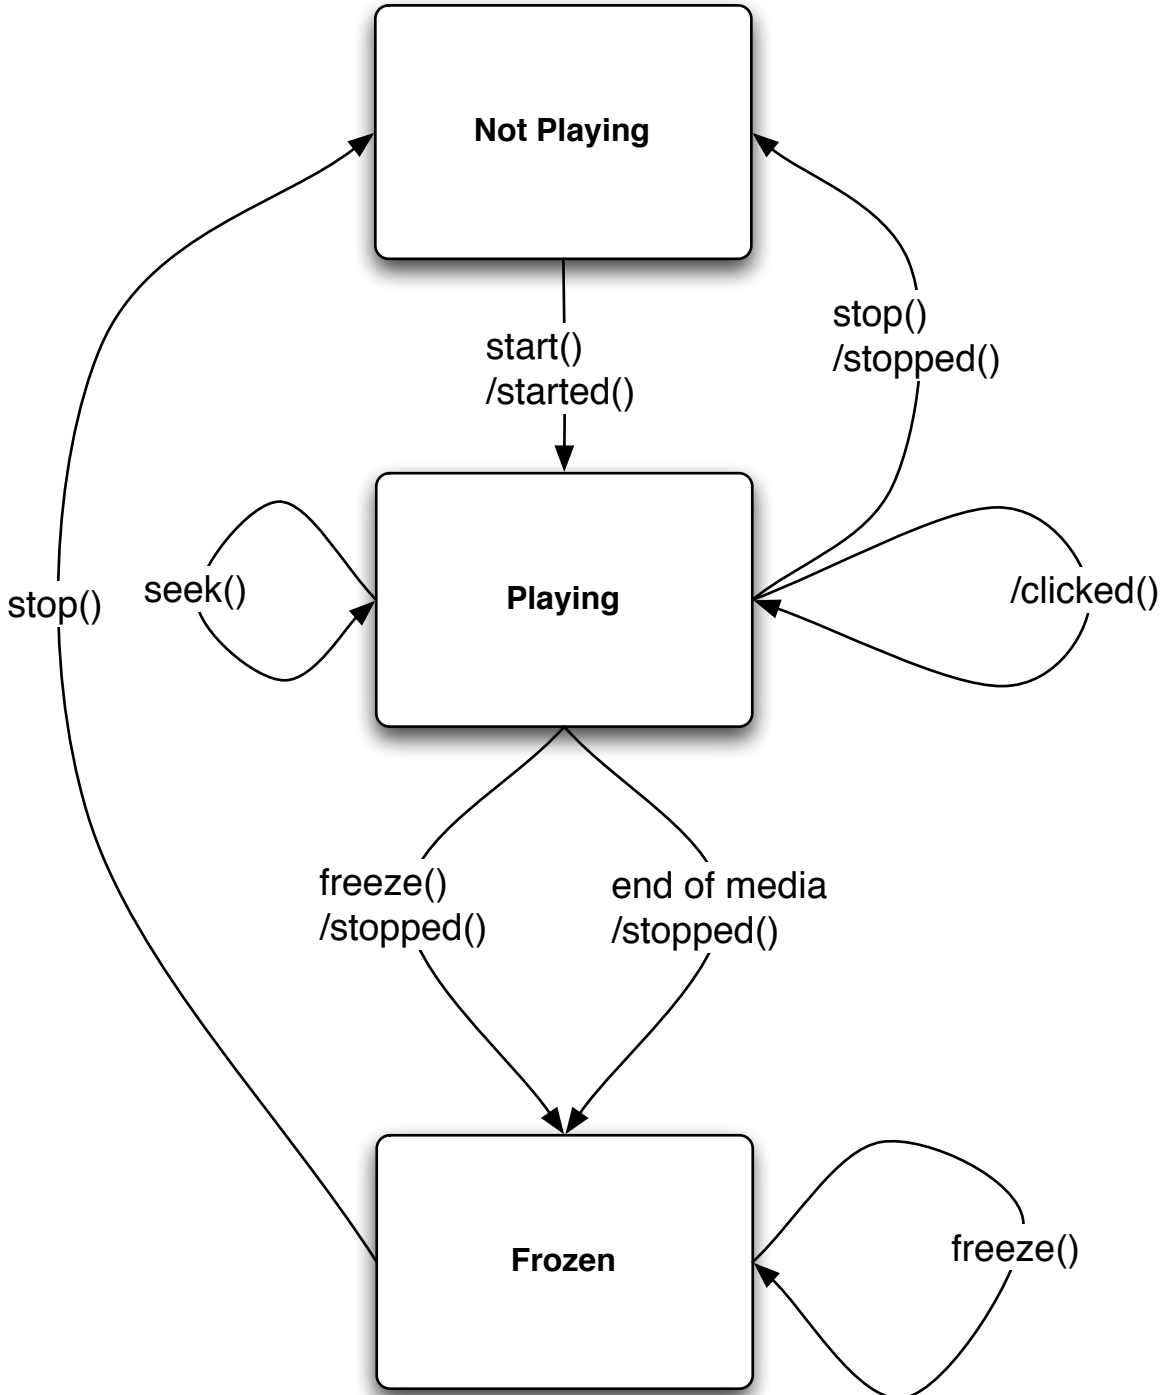 Not Playing
start()
/started()
stop()
/stopped()
stop()
seek()
Playing
/clicked()
freeze()
/stopped()
end of media
/stopped()
Frozen
freeze()